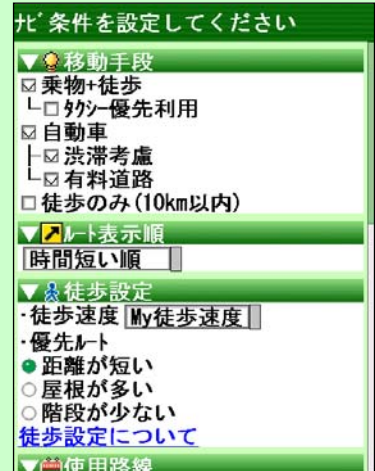 ﾅﾋﾞ条件を設定してください
▼移動手段
乗物+徒歩
ﾀｸｼｰ優先利用
自動車
渋滞考慮
有料道路
徒歩のみ(10km以内)
▼ﾙｰﾄ表示順
時間短い順
▼徒歩設定
･徒歩速度 My徒歩速度
･優先ﾙｰﾄ
距離が短い
屋根が多い
階段が少ない
徒歩設定について
▼使用路線